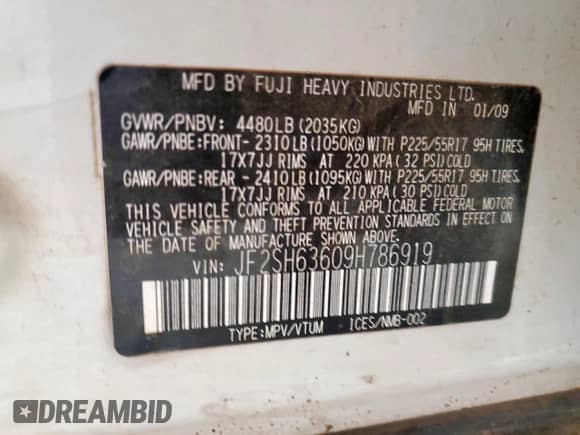 MFD BY FUJI HEAVY INDUSTRIES LTD.
MFD IN 01/09
GVWR/PNBV: 4480LB(2035KG)
GAWR/PNBE:FRONT- 2310LB(1050KG)WITH P225/55R17 95H TIRES,
17X7JJ RIMS AT 220 KPA( 32 PSI)COLD
GAWR/PNBE:REAR -2410LB(1095KG)WITH P225/55R17 95H TIRES,
17X7JJ RIMS AT 210 KPA( 30 PSI)COLD
THIS VEHICLE CONFORMS TO ALL APPLICABLE FEDERAL MOTOR
VEHICLE SAFETY AND THEFT PREVENTION STANDARDS IN EFFECT ON
THE DATE OF MANUFACTURE SHOWN ABOVE.
VIN: JF2SH63609H786919
TYPE:MPV/VTUM ICES/NMB-002
DREAMBID